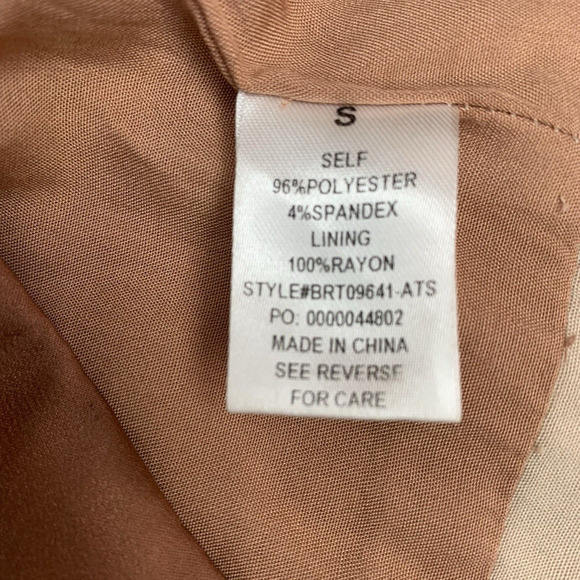 S
SELF
96%POLYESTER
4%SPANDEX
LINING
100%RAYON
STYLE#BRT09641-ATS
PO: 0000044802
MADE IN CHINA
SEE REVERSE
FOR CARE